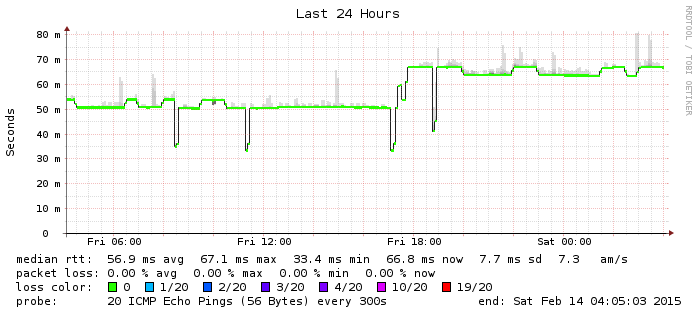 Last 24 Hours
RRDTOOL / TOBI OETIKER
Seconds
80 m
70 m
60 m
50 m
40 m
30 m
20 m
10 m
0
Fri 06:00 Fri 12:00 Fri 18:00 Sat 00:00
median rtt: 56.9 ms avg 67.1 ms max 33.4 ms min 66.8 ms now 7.7 ms sd 7.3 am/s
packet loss: 0.00 % avg 0.00 % max 0.00 % min 0.00 % now
loss color: 0 1/20 2/20 3/20 4/20 10/20 19/20
probe: 20 ICMP Echo Pings (56 Bytes) every 300s end: Sat Feb 14 04:05:03 2015